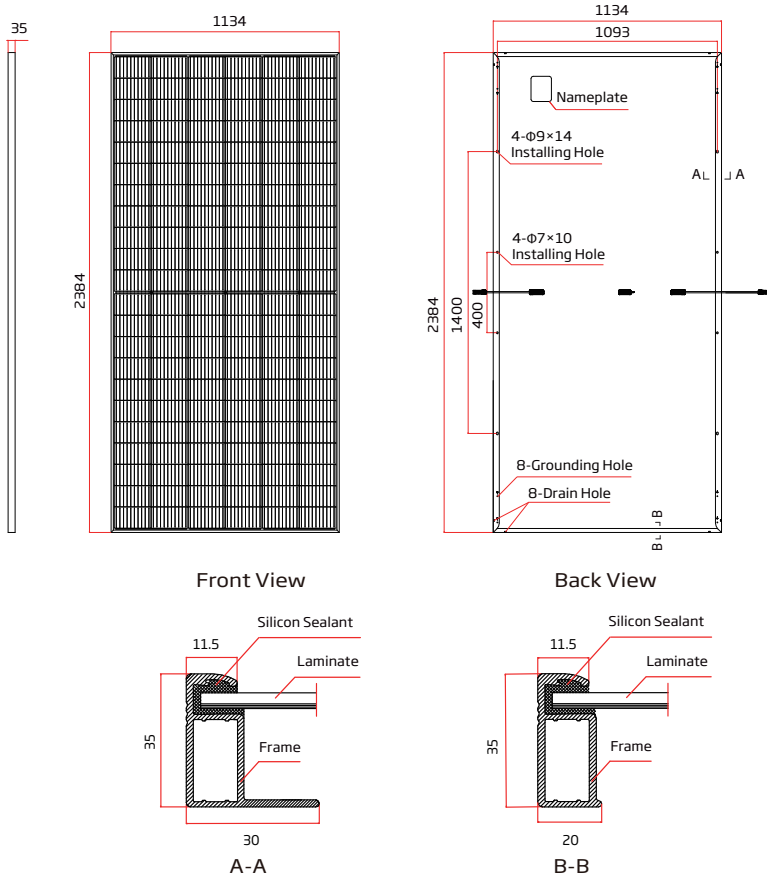 35
1134
2384
Front View
1134
1093
Nameplate
4-Φ9×14
Installing Hole
A
A
4-Φ7×10
Installing Hole
2384
1400
400
8-Grounding Hole
8-Drain Hole
B
B
Back View
Silicon Sealant
11.5
Laminate
35
Frame
30
A-A
Silicon Sealant
11.5
Laminate
35
Frame
20
B-B